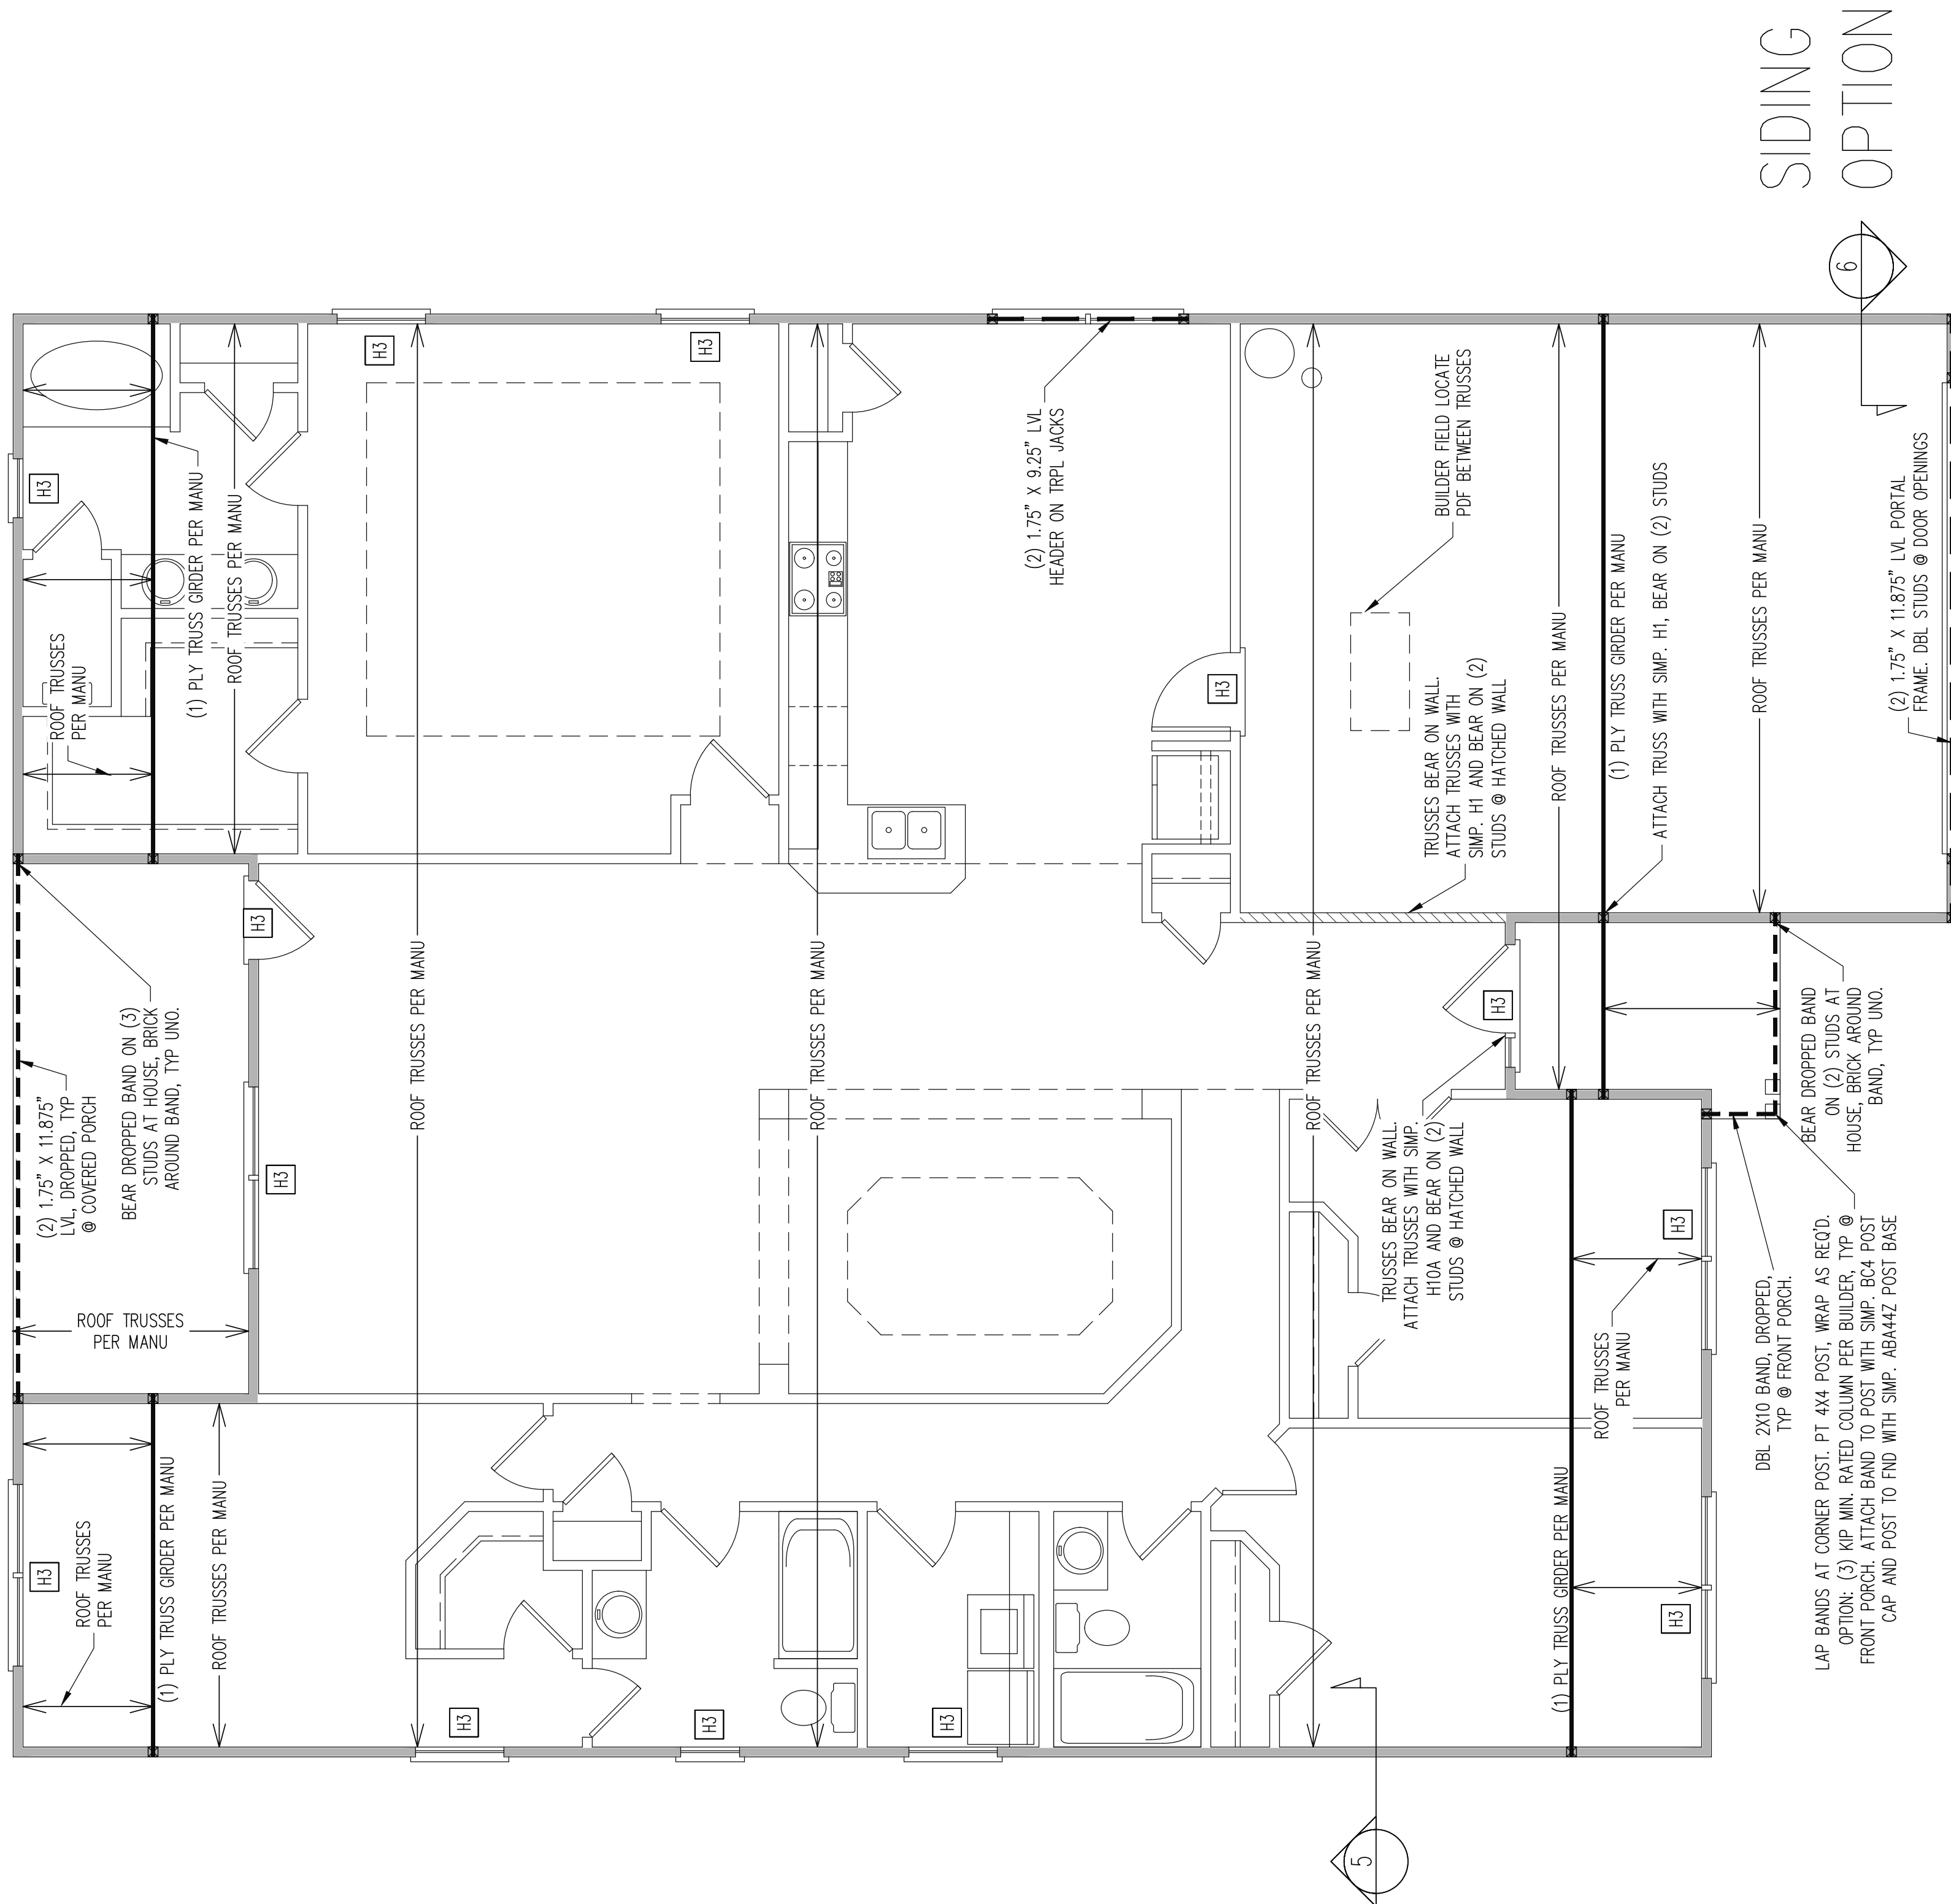 SIDING
OPTION
6
5
(2) 1.75" X 11.875"
LVL, DROPPED, TYP
@ COVERED PORCH
BEAR DROPPED BAND ON (3)
STUDS AT HOUSE, BRICK
AROUND BAND, TYP UNO.
ROOF TRUSSES
PER MANU
ROOF TRUSSES
PER MANU
(1) PLY TRUSS GIRDER PER MANU
ROOF TRUSSES PER MANU
H3
ROOF TRUSSES
PER MANU
(1) PLY TRUSS GIRDER PER MANU
ROOF TRUSSES PER MANU
H3
H3
H3
H3
H3
ROOF TRUSSES PER MANU
H3
H3
H3
ROOF TRUSSES PER MANU
(2) 1.75" X 9.25" LVL
HEADER ON TRPL JACKS
H3
ROOF TRUSSES PER MANU
BUILDER FIELD LOCATE
PDF BETWEEN TRUSSES
TRUSSES BEAR ON WALL.
ATTACH TRUSSES WITH
SIMP. H1 AND BEAR ON (2)
STUDS @ HATCHED WALL
TRUSSES BEAR ON WALL.
ATTACH TRUSSES WITH SIMP.
H10A AND BEAR ON (2)
STUDS @ HATCHED WALL
H3
ROOF TRUSSES PER MANU
(1) PLY TRUSS GIRDER PER MANU
ATTACH TRUSS WITH SIMP. H1, BEAR ON (2) STUDS
(1) PLY TRUSS GIRDER PER MANU
ROOF TRUSSES
PER MANU
H3
H3
ROOF TRUSSES PER MANU
(2) 1.75" X 11.875" LVL PORTAL
FRAME. DBL STUDS @ DOOR OPENINGS
BEAR DROPPED BAND
ON (2) STUDS AT
HOUSE, BRICK AROUND
BAND, TYP UNO.
DBL 2X10 BAND, DROPPED,
TYP @ FRONT PORCH.
LAP BANDS AT CORNER POST. PT 4X4 POST, WRAP AS REQ'D.
OPTION: (3) KIP MIN. RATED COLUMN PER BUILDER, TYP @
FRONT PORCH. ATTACH BAND TO POST WITH SIMP. BC4 POST
CAP AND POST TO FND WITH SIMP. ABA44Z POST BASE